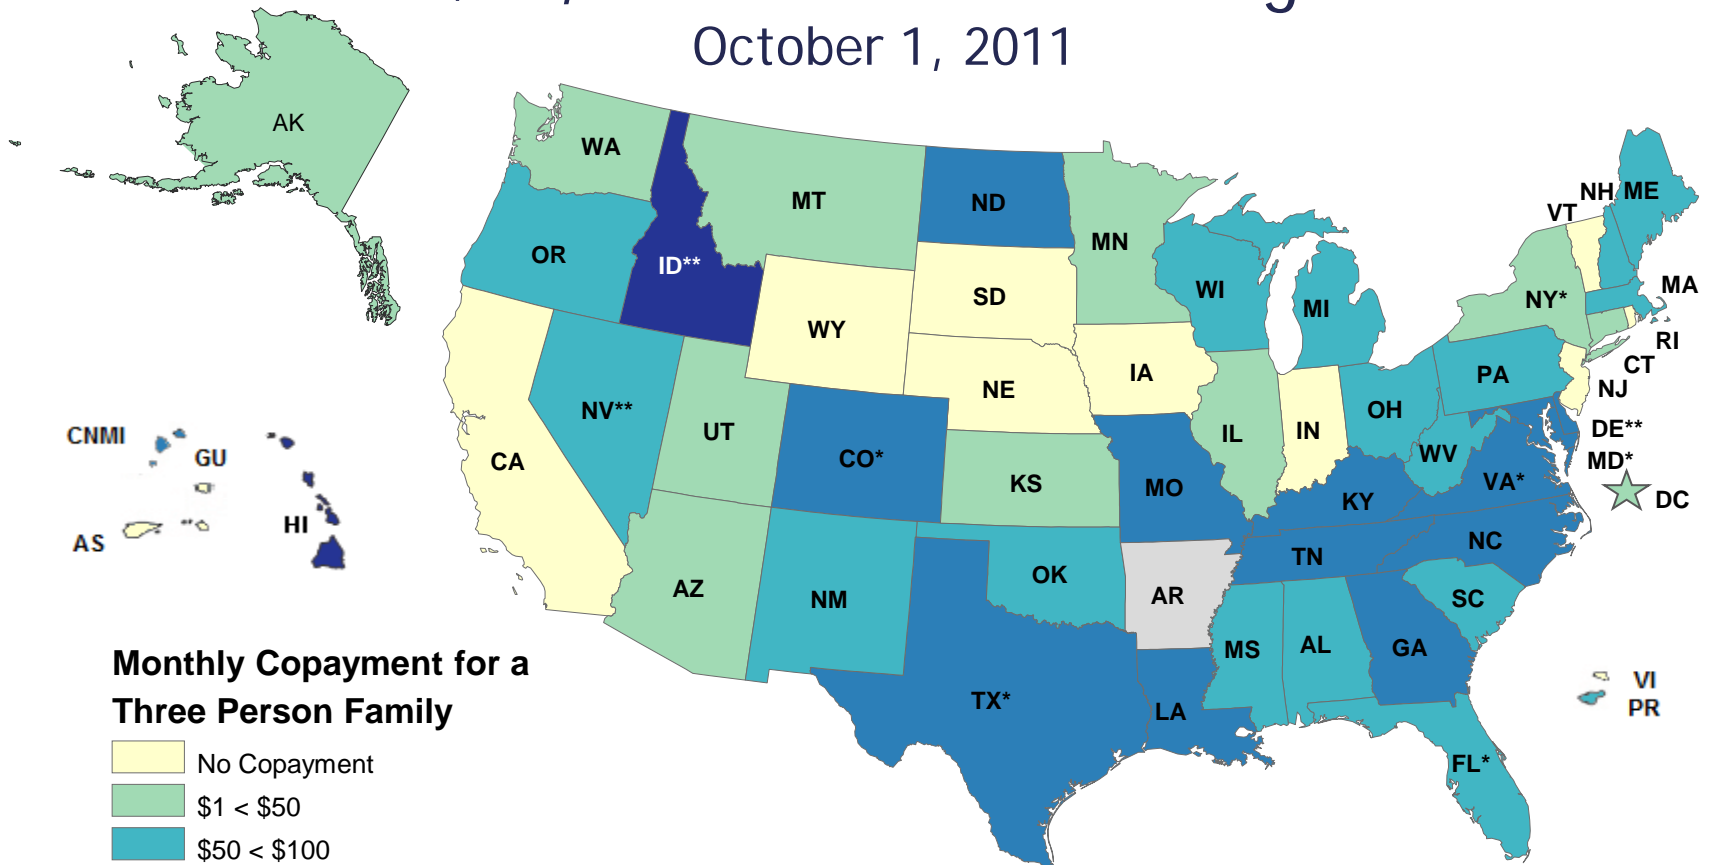 October 1, 2011
AK
WA
MT
ND
MN
OR
ID**
SD
WY
WI
MI
NH
ME
VT
NY*
MA
RI
CT
NJ
PA
IA
NE
NV**
UT
CO*
KS
IL
IN
OH
DE**
MD*
WV
VA*
DC
CA
MO
KY
CNMI
GU
AS
HI
TN
NC
OK
AR
AZ
NM
SC
MS
AL
GA
TX*
LA
FL*
VI
PR
Monthly Copayment for a
Three Person Family
No Copayment
$1 < $50
$50 < $100